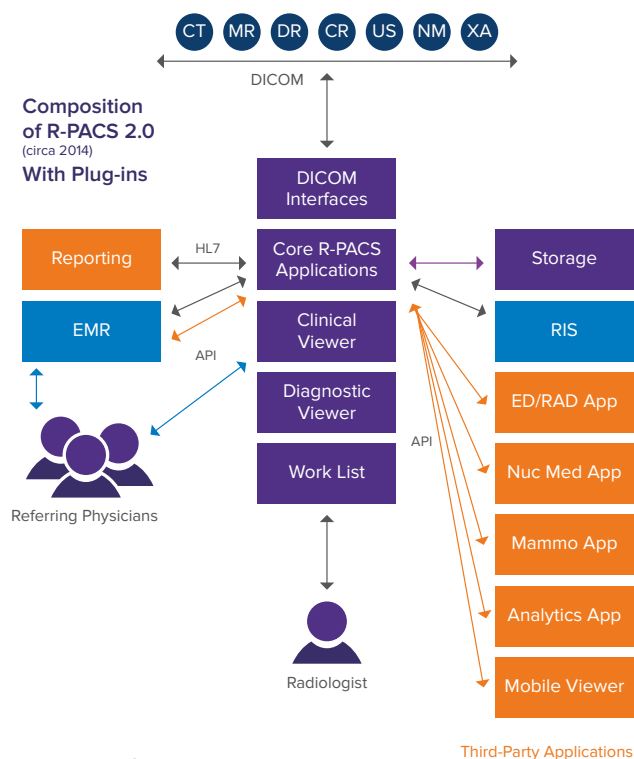 CT MR DR CR US NM XA
DICOM
Composition
of R-PACS 2.0
(circa 2014)
With Plug-ins
DICOM
Interfaces
Reporting
HL7
Core R-PACS
Applications
Storage
EMR
API
Clinical
Viewer
RIS
Diagnostic
Viewer
ED/RAD App
API
Work List
Nuc Med App
Referring Physicians
Mammo App
Analytics App
Radiologist
Mobile Viewer
Third-Party Applications